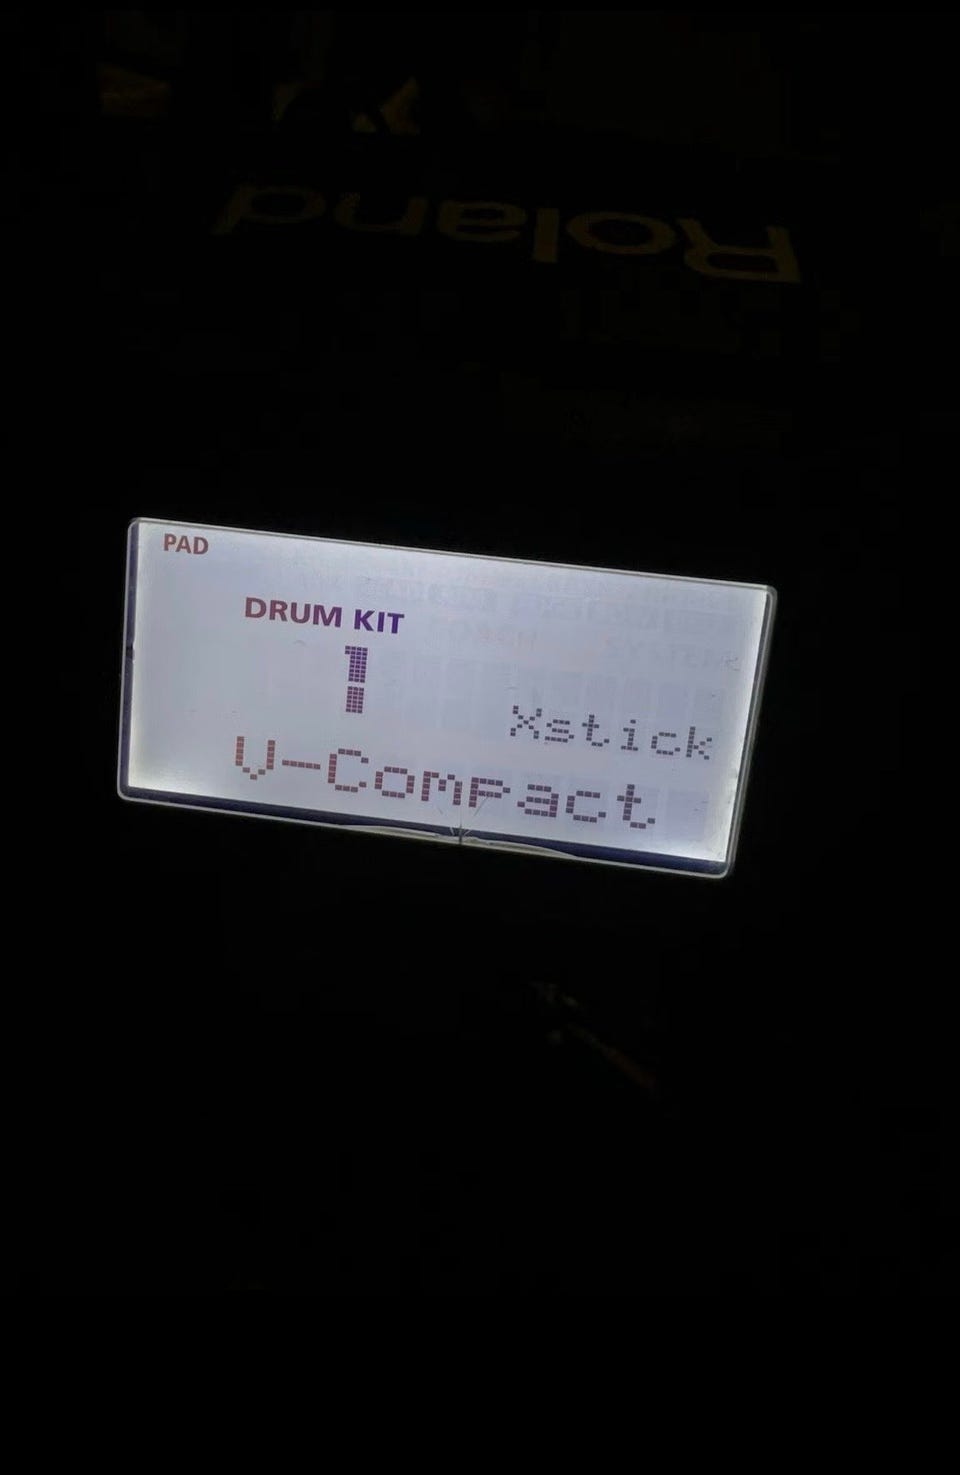 Roland
PAD
DRUM KIT
1
Xstick
V-Compact